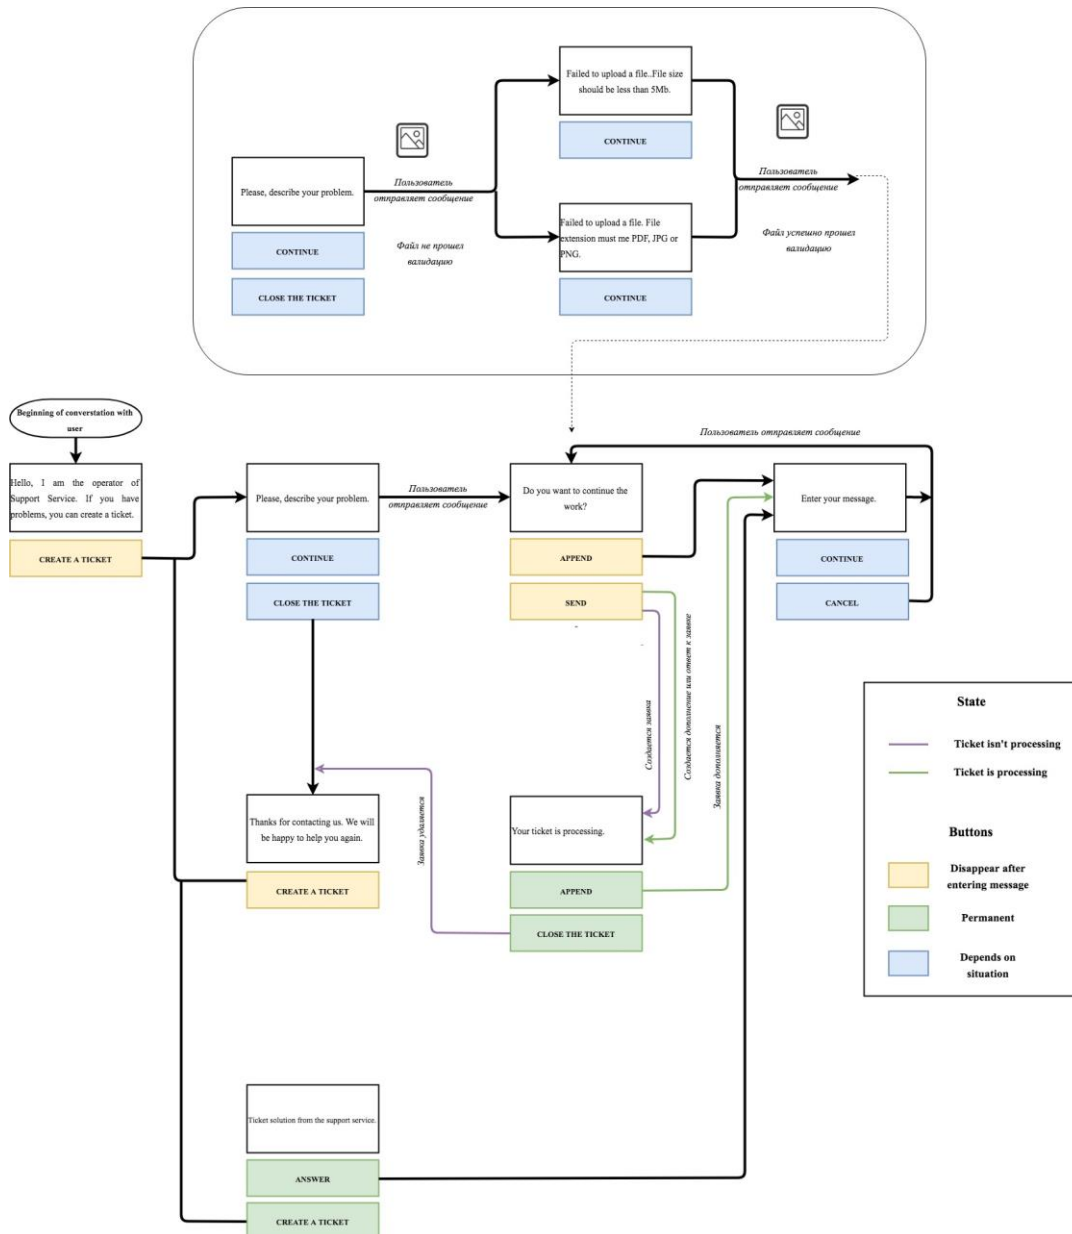 Failed to upload a file..File size
should be less than 5Mb.
CONTINUE
Please, describe your problem.
Пользователь
отправляет сообщение
Пользователь
отправляет сообщение
Failed to upload a file. File
extension must me PDF, JPG or
PNG.
Файл не прошел
валидацию
Файл успешно прошел
валидацию
CONTINUE
CLOSE THE TICKET
CONTINUE
Beginning of converstation with
user
Пользователь отправляет сообщение
Hello, I am the operator of
Support Service. If you have
problems, you can create a ticket.
CREATE A TICKET
Please, describe your problem.
Пользователь
отправляет сообщение
CONTINUE
CLOSE THE TICKET
Do you want to continue the
work?
APPEND
SEND
Enter your message.
CONTINUE
CANCEL
Создается заявка
Создается дополнение или ответ к заявке
Заявка дополняется
Заявка удаляется
State
Ticket isn't processing
Ticket is processing
Buttons
Disappear after
entering message
Permanent
Depends on
situation
Thanks for contacting us. We will
be happy to help you again.
CREATE A TICKET
Your ticket is processing.
APPEND
CLOSE THE TICKET
Ticket solution from the support service.
ANSWER
CREATE A TICKET